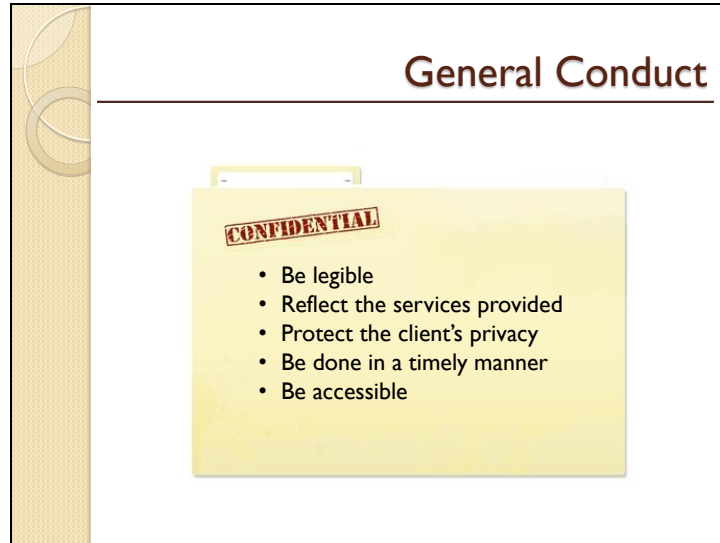 General Conduct
CONFIDENTIAL
• Be legible
• Reflect the services provided
• Protect the client’s privacy
• Be done in a timely manner
• Be accessible